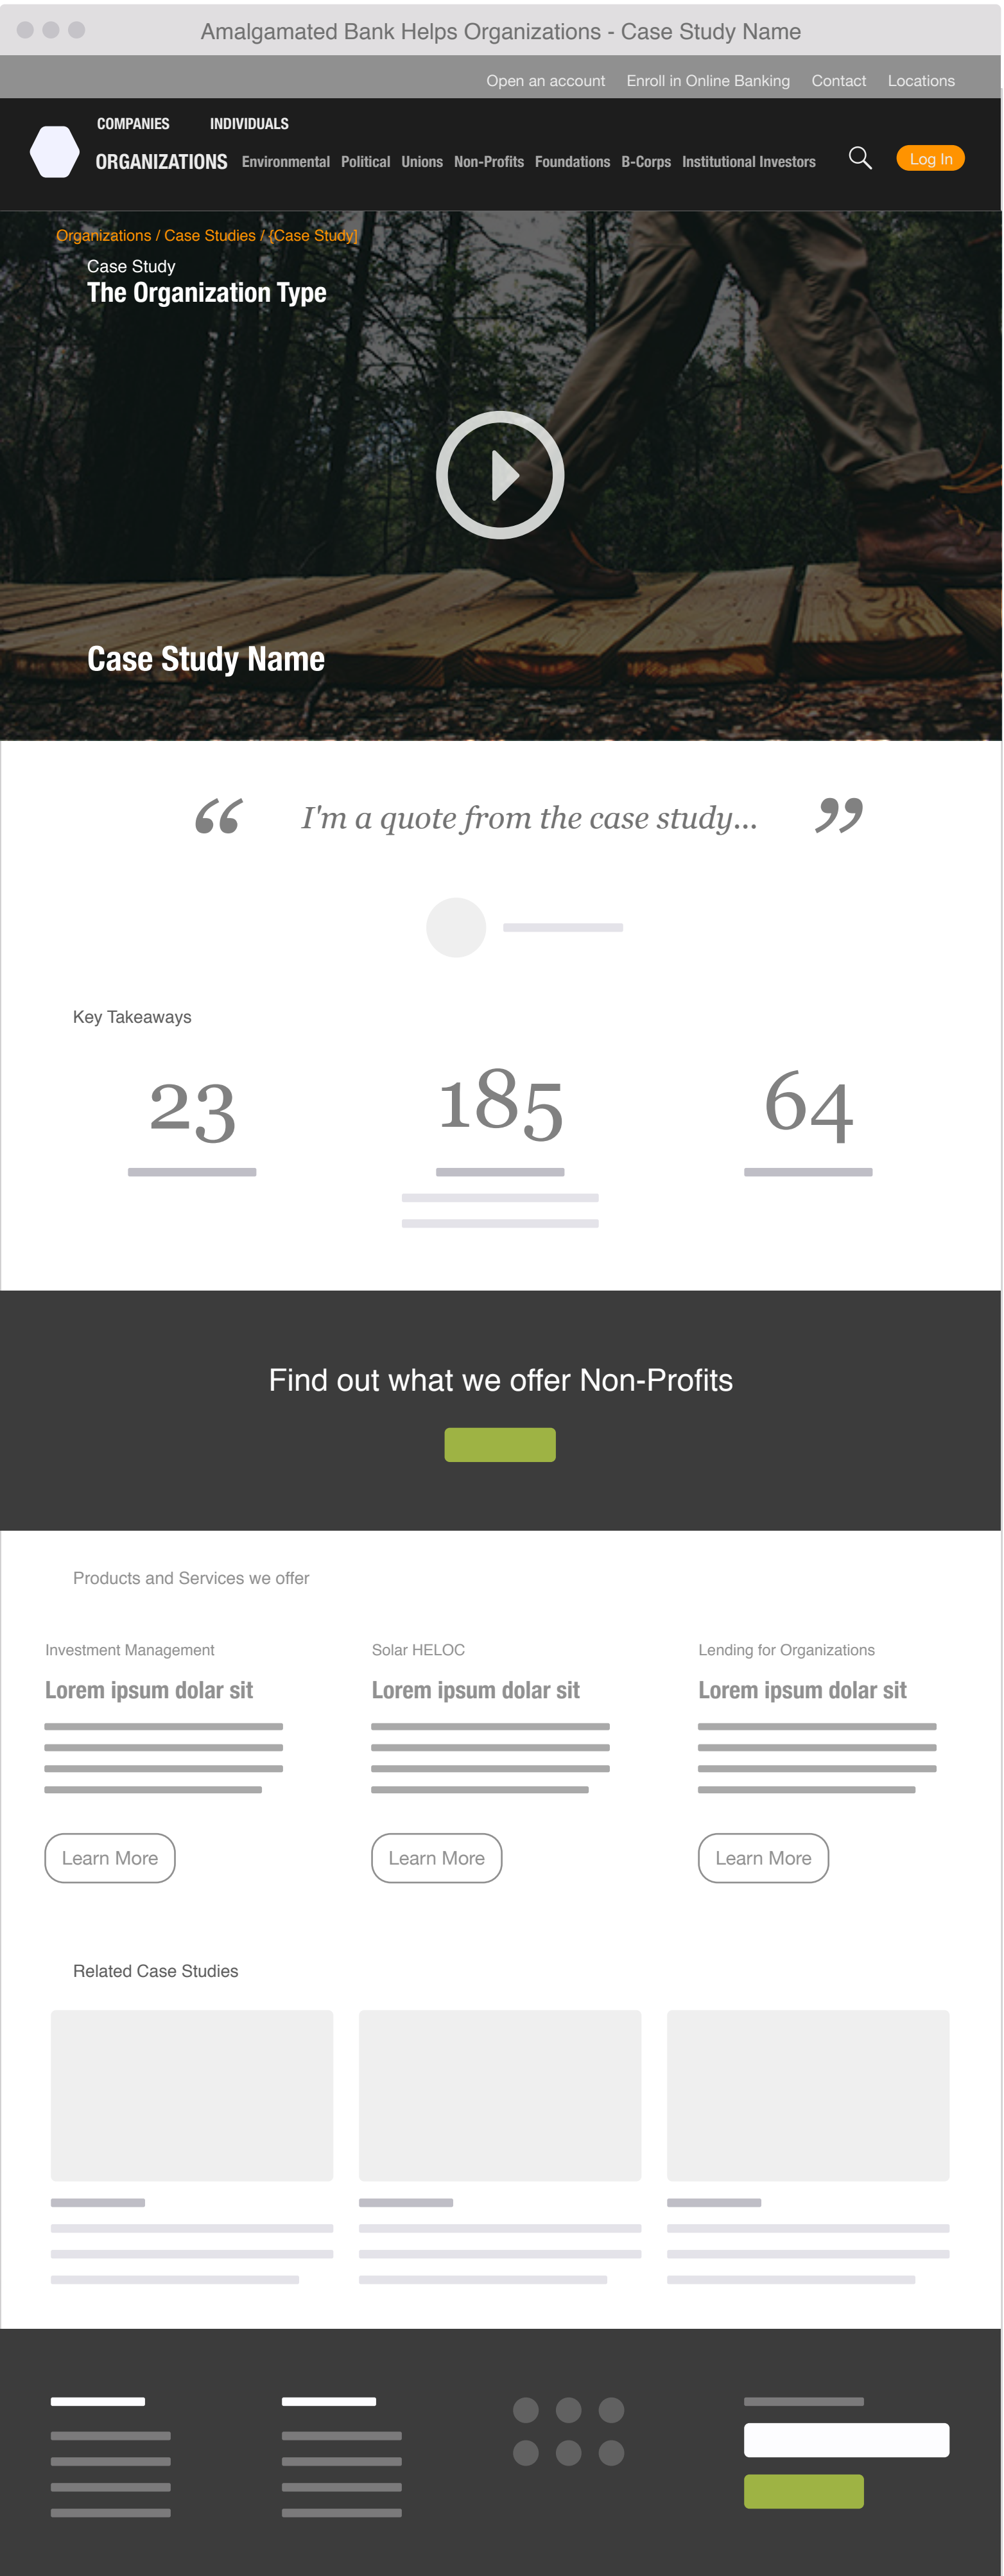 Amalgamated Bank Helps Organizations - Case Study Name
Open an account Enroll in Online Banking Contact Locations
COMPANIES INDIVIDUALS
ORGANIZATIONS Environmental Political Unions Non-Profits Foundations B-Corps Institutional Investors Log In
Organizations / Case Studies / {Case Study]
Case Study
The Organization Type
Case Study Name
“ I'm a quote from the case study... ”
Key Takeaways
23 185 64
Find out what we offer Non-Profits
Products and Services we offer
Investment Management Solar HELOC Lending for Organizations
Lorem ipsum dolar sit Lorem ipsum dolar sit Lorem ipsum dolar sit
Learn More Learn More Learn More
Related Case Studies